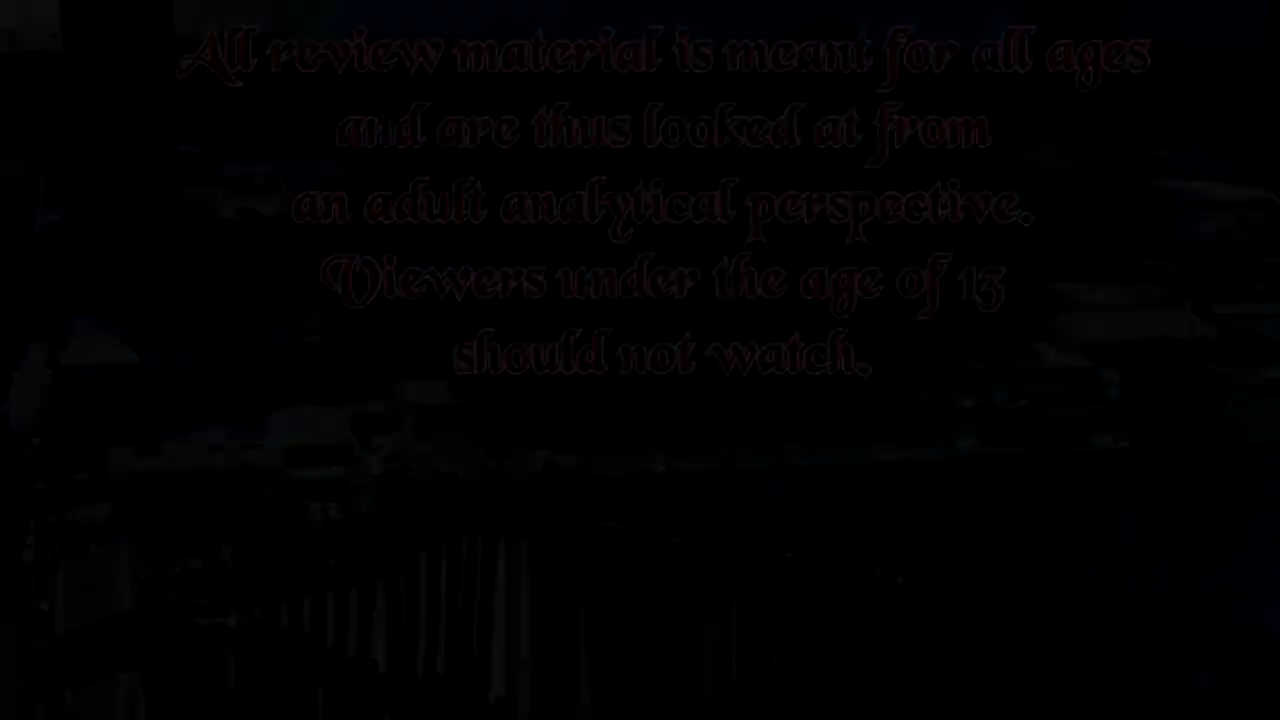 All review material is meant for all ages
and are thus looked at from
an adult analytical perspective.
Viewers under the age of 13
should not watch.